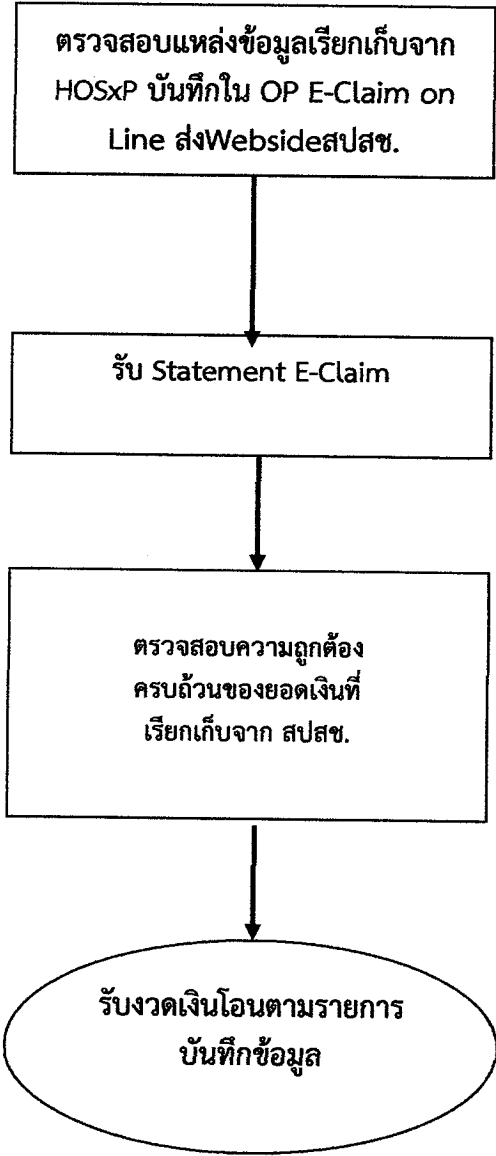 ตรวจสอบแหล่งข้อมูลเรียกเก็บจาก
HOSxP บันทึกใน OP E-Claim on
Line ส่งWebsideสปสช.
รับ Statement E-Claim
ตรวจสอบความถูกต้อง
ครบถ้วนของยอดเงินที่
เรียกเก็บจาก สปสช.
รับงวดเงินโอนตามรายการ
บันทึกข้อมูล